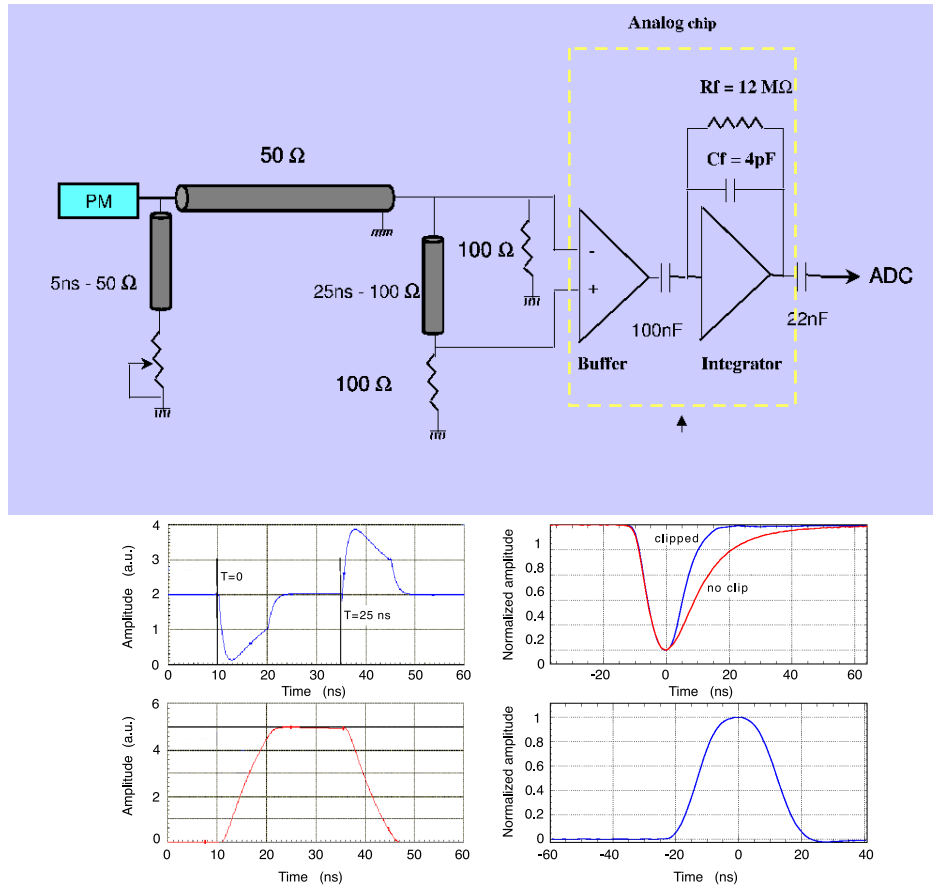 Analog chip
Rf = 12 MΩ
50 Ω
Cf = 4pF
PM
5ns - 50 Ω
25ns - 100 Ω
100 Ω
-
+
100 Ω
100nF
22nF
ADC
Buffer
Integrator
Amplitude (a.u.)
4
3
2
1
0
T=0
T=25 ns
0 10 20 30 40 50 60
Time (ns)
Normalized amplitude
1
0.8
0.6
0.4
0.2
0
clipped
no clip
-20 0 20 40 60
Time (ns)
Amplitude (a.u.)
6
4
2
0
0 10 20 30 40 50 60
Time (ns)
Normalized amplitude
1
0.8
0.6
0.4
0.2
0
-60 -40 -20 0 20 40
Time (ns)